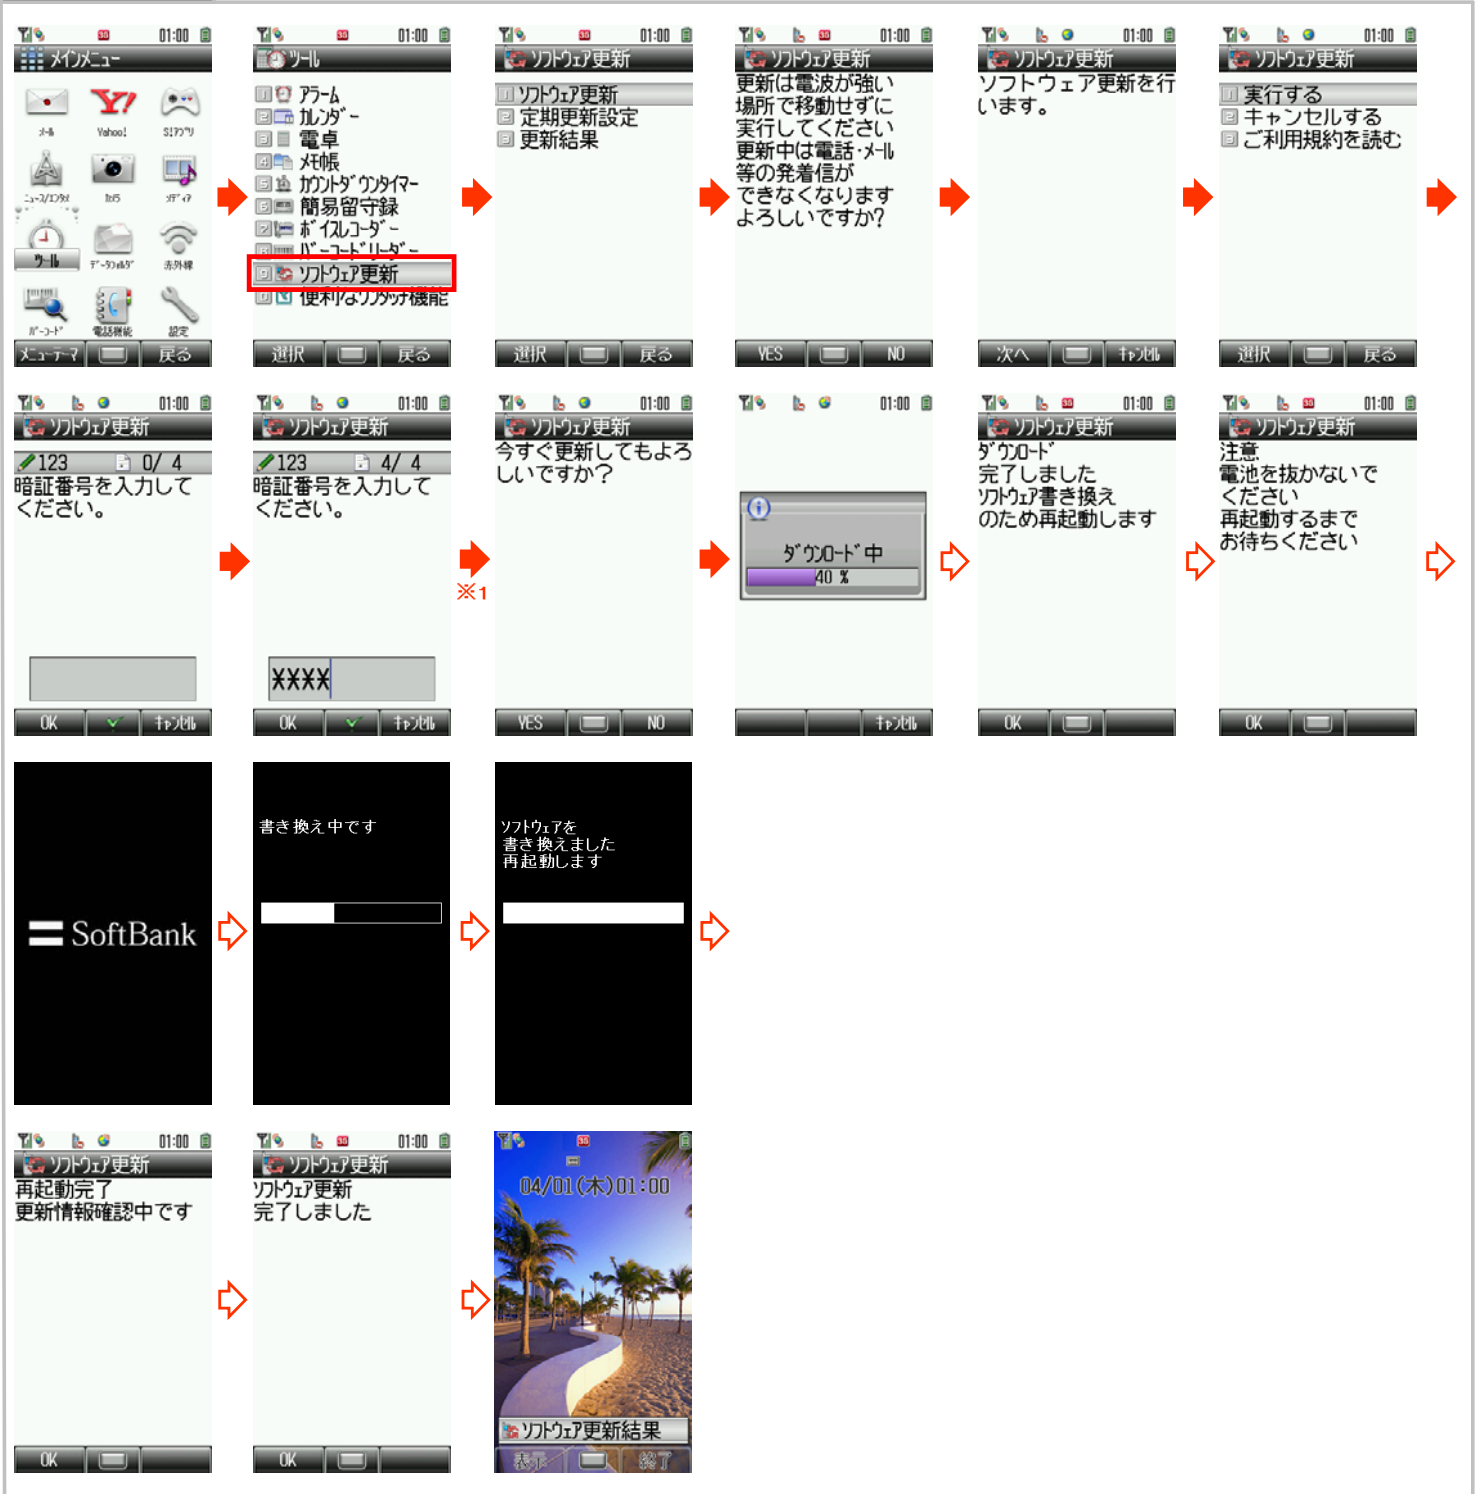 01:00
メインメニュー
メール
Yahoo!
S!アプリ
ニュース/エンタメ
カメラ
メディア
ツール
データフォルダ
赤外線
バーコード
電話機能
設定
メニューテーマ
戻る
01:00
ツール
アラーム
カレンダー
電卓
メモ帳
カウントダウンタイマー
簡易留守録
ボイスレコーダー
バーコードリーダー
ソフトウェア更新
便利なワンタッチ機能
選択
戻る
01:00
ソフトウェア更新
1 ソフトウェア更新
2 定期更新設定
3 更新結果
選択
戻る
01:00
ソフトウェア更新
更新は電波が強い
場所で移動せずに
実行してください
更新中は電話・メール
等の発着信が
できなくなります
よろしいですか?
YES
NO
01:00
ソフトウェア更新
ソフトウェア更新を行
います。
次へ
キャンセル
01:00
ソフトウェア更新
1 実行する
2 キャンセルする
3 ご利用規約を読む
選択
戻る
01:00
ソフトウェア更新
123 0/ 4
暗証番号を入力して
ください。
OK
キャンセル
01:00
ソフトウェア更新
123 4/ 4
暗証番号を入力して
ください。
****
OK
キャンセル
※1
01:00
ソフトウェア更新
今すぐ更新してもよろ
しいですか?
YES
NO
01:00
ダウンロード中
40 %
キャンセル
01:00
ソフトウェア更新
ダウンロード
完了しました
ソフトウェア書き換え
のため再起動します
OK
01:00
ソフトウェア更新
注意
電池を抜かないで
ください
再起動するまで
お待ちください
OK
SoftBank
書き換え中です
ソフトウェアを
書き換えました
再起動します
01:00
ソフトウェア更新
再起動完了
更新情報確認中です
OK
01:00
ソフトウェア更新
ソフトウェア更新
完了しました
OK
04/01(木)01:00
ソフトウェア更新結果
表示
終了